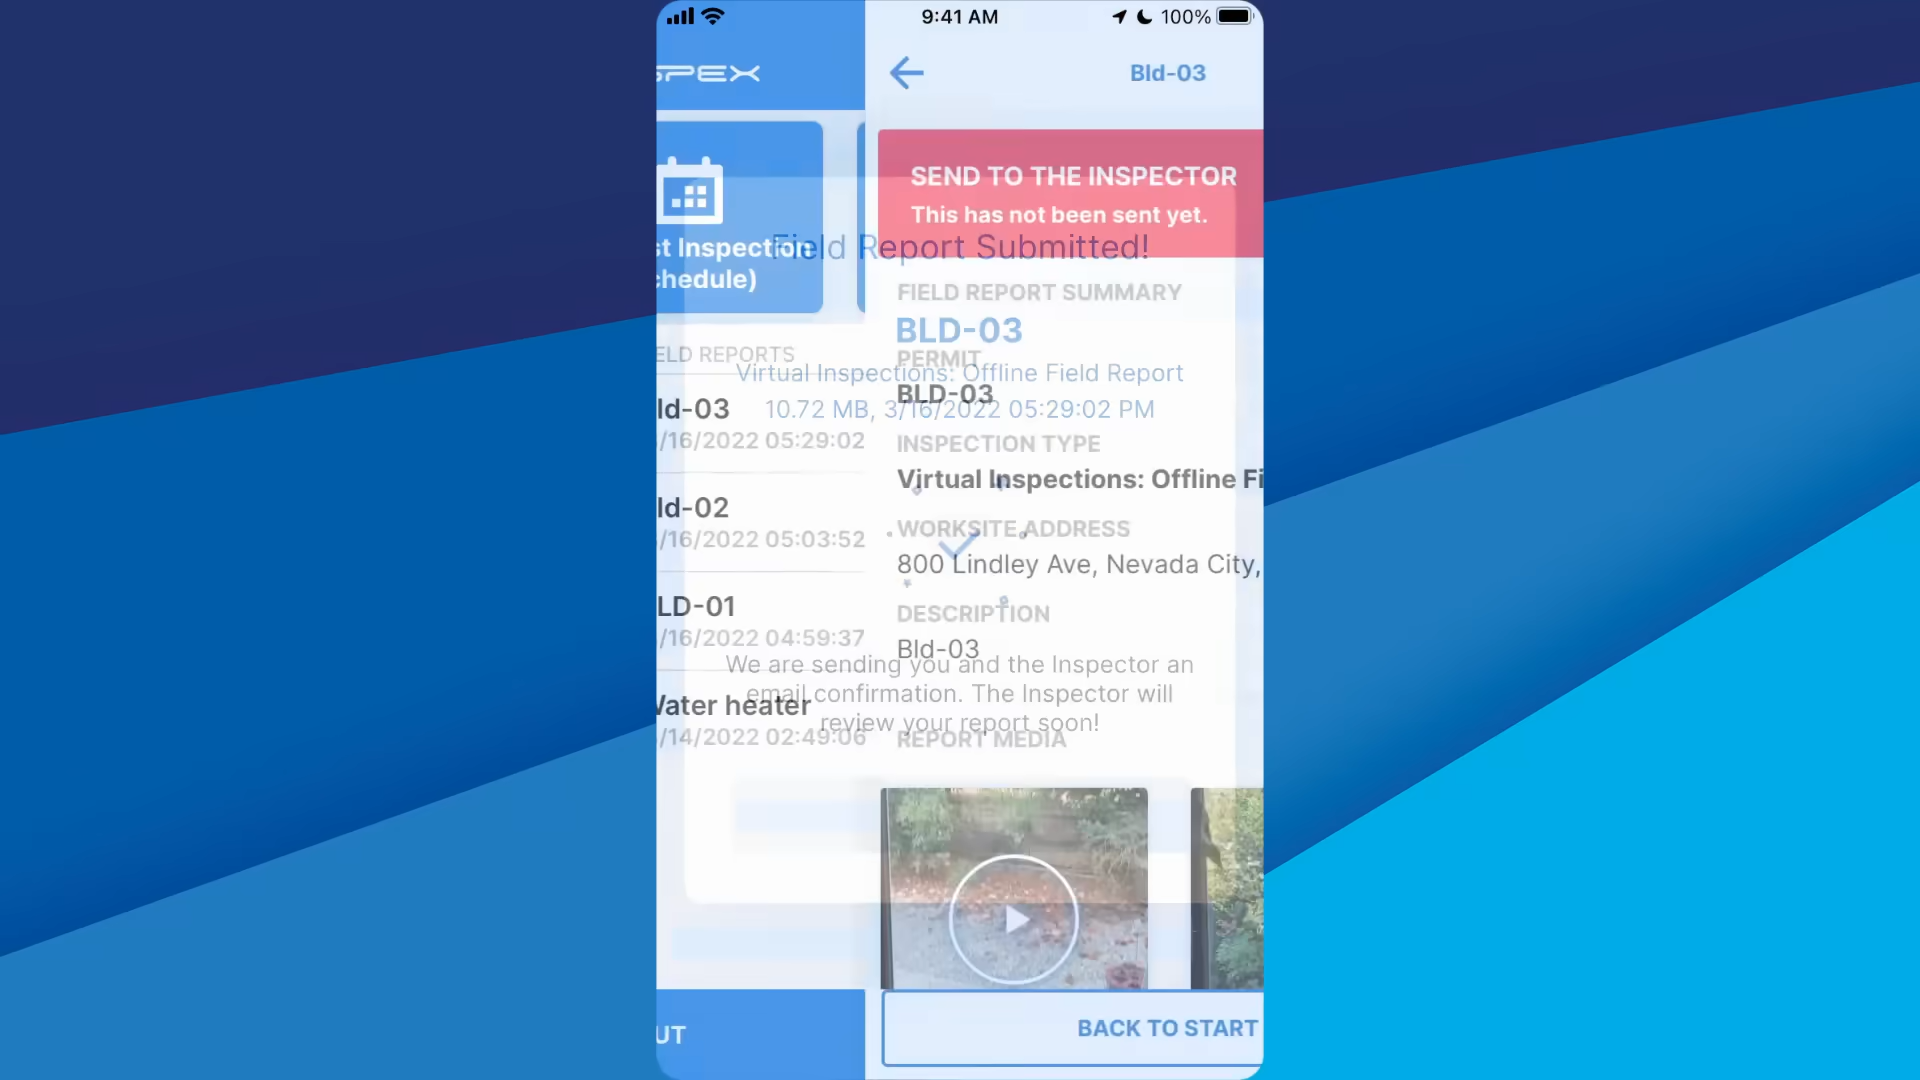 9:41 AM
100%
PEX
Bld-03
SEND TO THE INSPECTOR
This has not been sent yet.
Inspection
Field Report Submitted!
FIELD REPORT SUMMARY
BLD-03
REPORTS
PERMIT
Virtual Inspections: Offline Field Report
BLD-03
ld-03
10.72 MB, 3/16/2022 05:29:02 PM
/16/2022 05:29:02
INSPECTION TYPE
Virtual Inspections: Offline Fi
ld-02
/16/2022 05:03:52
WORKSITE ADDRESS
800 Lindley Ave, Nevada City,
LD-01
/16/2022 04:59:37
DESCRIPTION
Bld-03
We are sending you and the Inspector an
email confirmation. The Inspector will
review your report soon!
heater
/14/2022 02:49:06
REPORT MEDIA
UT
BACK TO START